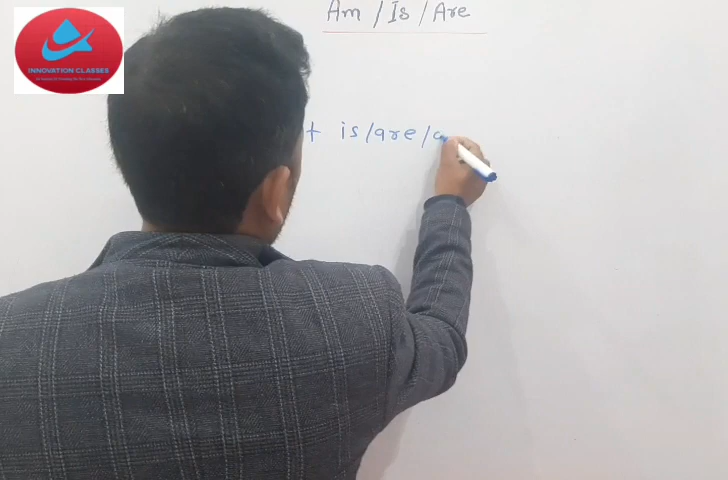 INNOVATION CLASSES
Am / Is / Are
is/are/